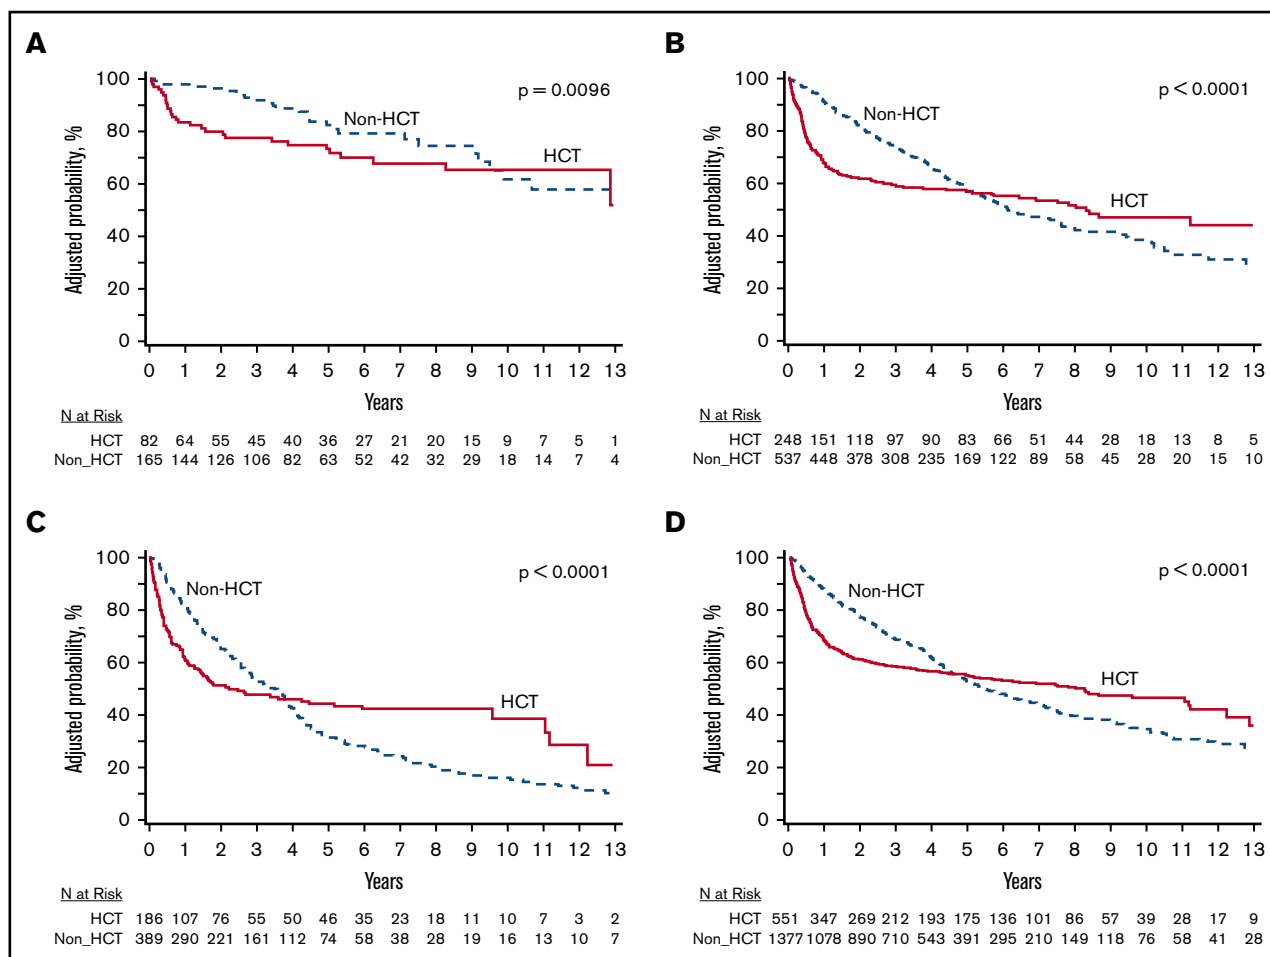 A
100
80
60
40
20
0
Adjusted probability, %
p = 0.0096
Non-HCT
HCT
0 1 2 3 4 5 6 7 8 9 10 11 12 13
Years
N at Risk
HCT 82 64 55 45 40 36 27 21 20 15 9 7 5 1
Non_HCT 165 144 126 106 82 63 52 42 32 29 18 14 7 4
B
100
80
60
40
20
0
Adjusted probability, %
p < 0.0001
Non-HCT
HCT
0 1 2 3 4 5 6 7 8 9 10 11 12 13
Years
N at Risk
HCT 248 151 118 97 90 83 66 51 44 28 18 13 8 5
Non_HCT 537 448 378 308 235 169 122 89 58 45 28 20 15 10
C
100
80
60
40
20
0
Adjusted probability, %
p < 0.0001
Non-HCT
HCT
0 1 2 3 4 5 6 7 8 9 10 11 12 13
Years
N at Risk
HCT 186 107 76 55 50 46 35 23 18 11 10 7 3 2
Non_HCT 389 290 221 161 112 74 58 38 28 19 16 13 10 7
D
100
80
60
40
20
0
Adjusted probability, %
p < 0.0001
Non-HCT
HCT
0 1 2 3 4 5 6 7 8 9 10 11 12 13
Years
N at Risk
HCT 551 347 269 212 193 175 136 101 86 57 39 28 17 9
Non_HCT 1377 1078 890 710 543 391 295 210 149 118 76 58 41 28